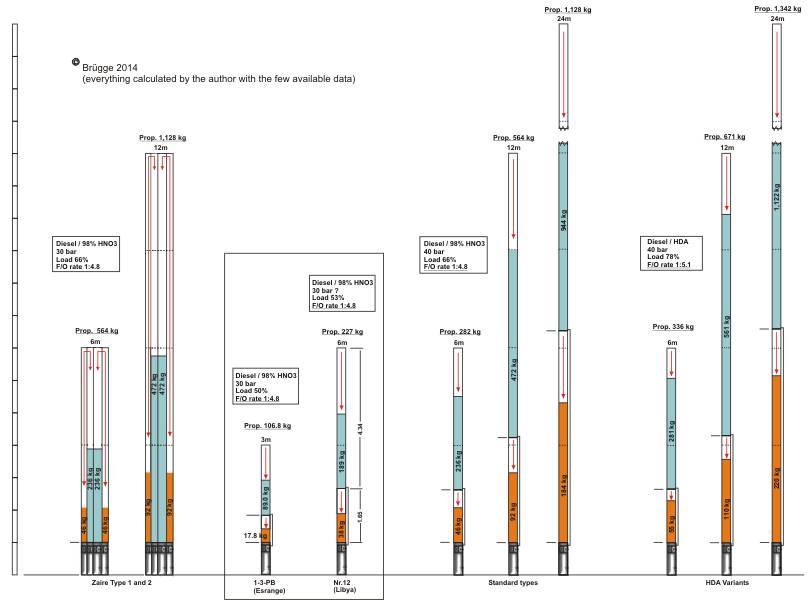 Prop. 1,128 kg
24m
Prop. 1,342 kg
24m
© Brügge 2014
(everything calculated by the author with the few available data)
Prop. 1,128 kg
12m
Prop. 564 kg
12m
Prop. 671 kg
12m
Diesel / 98% HNO3
30 bar
Load 66%
F/O rate 1:4.8
Diesel / 98% HNO3
40 bar
Load 66%
F/O rate 1:4.8
Diesel / HDA
40 bar
Load 78%
F/O rate 1:5.1
944 kg
1,122 kg
Diesel / 98% HNO3
30 bar ?
Load 53%
F/O rate 1:4.8
Prop. 564 kg
6m
Prop. 227 kg
6m
Prop. 282 kg
6m
Prop. 336 kg
6m
Diesel / 98% HNO3
30 bar
Load 50%
F/O rate 1:4.8
472 kg
472 kg
472 kg
561 kg
Prop. 106.8 kg
3m
4.34
236 kg
236 kg
189 kg
236 kg
281 kg
89.0 kg
1.65
46 kg
46 kg
92 kg
92 kg
17.8 kg
38 kg
46 kg
92 kg
184 kg
55 kg
110 kg
220 kg
Zaire Type 1 and 2
1-3-PB
(Esrange)
Nr.12
(Libya)
Standard types
HDA Variants